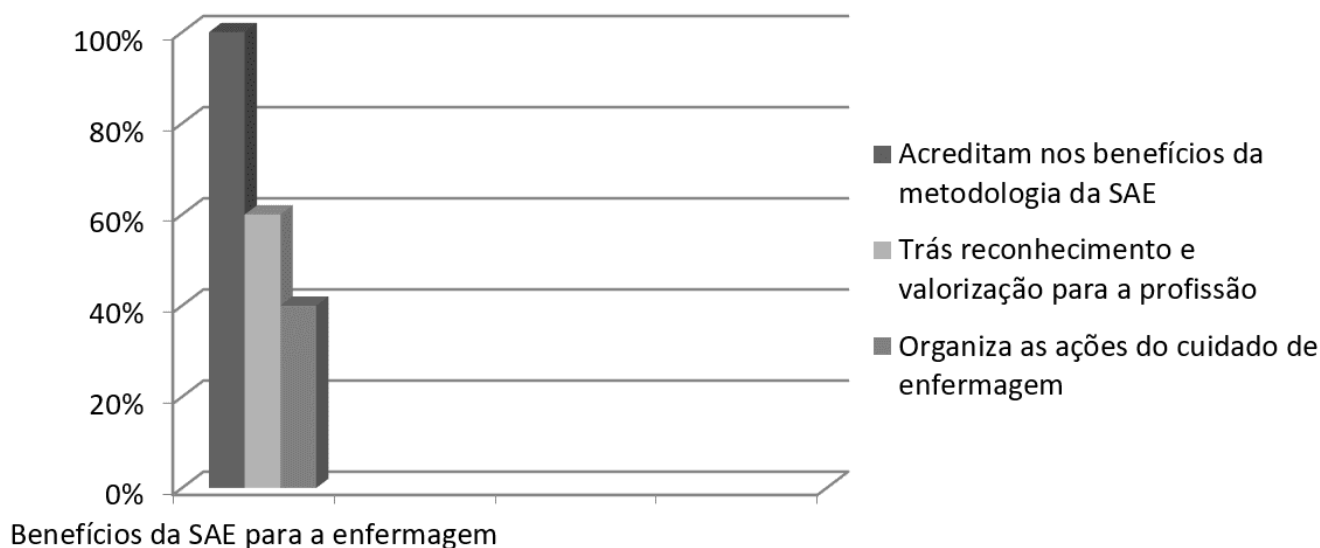 100%
80%
60%
40%
20%
0%
Benefícios da SAE para a enfermagem
Acreditam nos benefícios da
metodologia da SAE
Trás reconhecimento e
valorização para a profissão
Organiza as ações do cuidado de
enfermagem